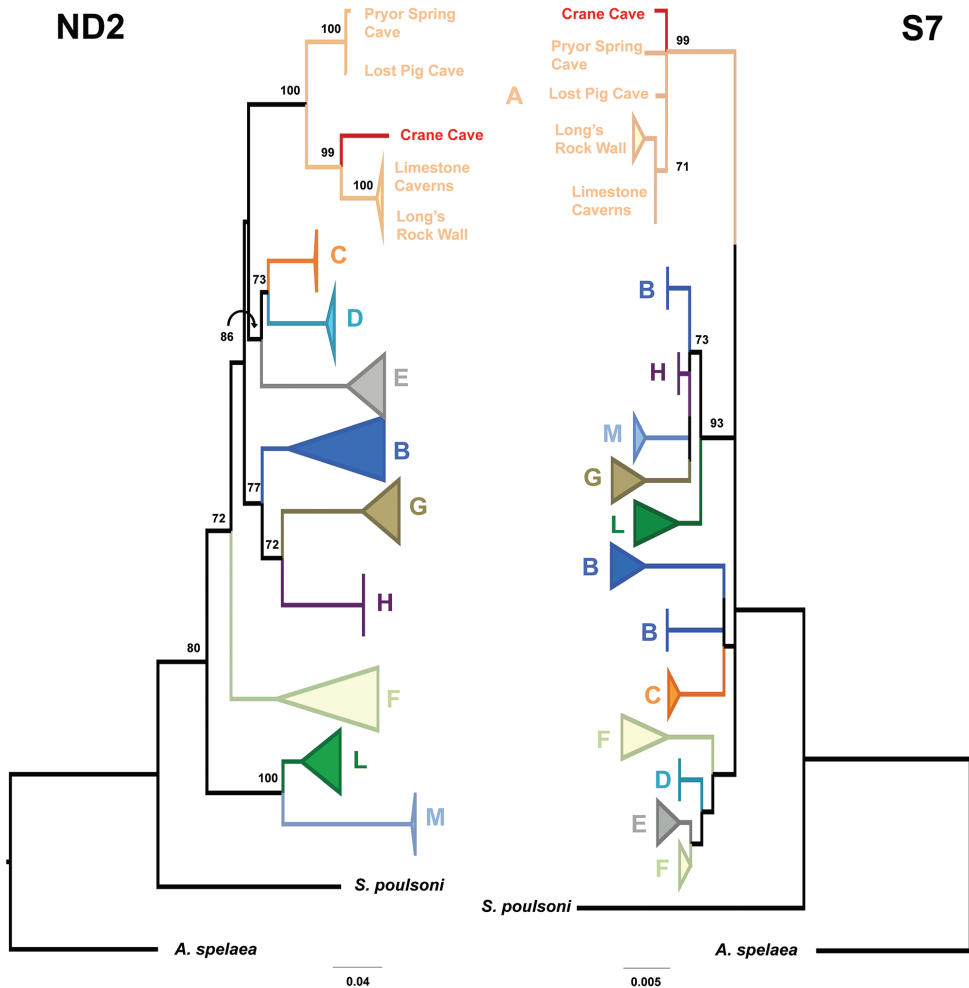 ND2
S7
100
Pryor Spring
Cave
Lost Pig Cave
100
99
Crane Cave
100
Limestone
Caverns
Long's
Rock Wall
73
C
D
86
E
B
77
G
72
72
H
80
F
L
100
M
S. poulsoni
A. spelaea
0.04
Crane Cave
99
Pryor Spring
Cave
A
Lost Pig Cave
Long's
Rock Wall
71
Limestone
Caverns
B
73
H
M
93
G
L
B
B
C
F
D
E
F
S. poulsoni
A. spelaea
0.005